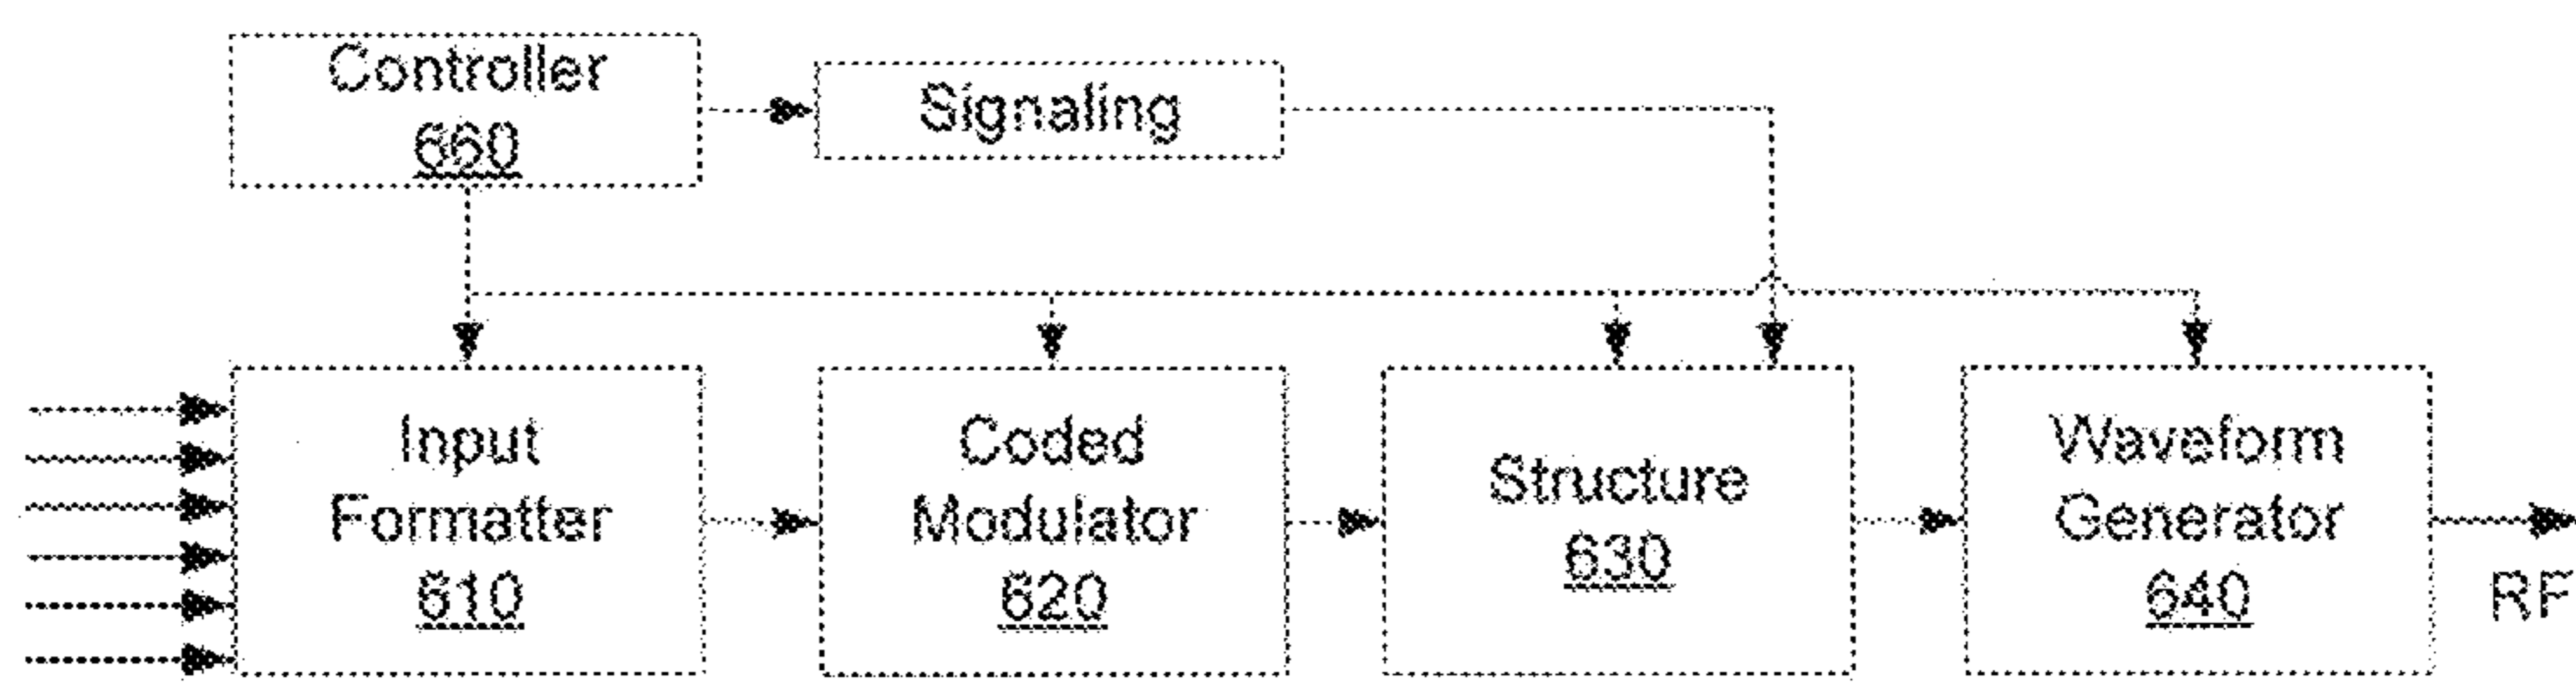 Controller
660
Signaling
Input
Formatter
610
Coded
Modulator
620
Structure
630
Waveform
Generator
640
RF